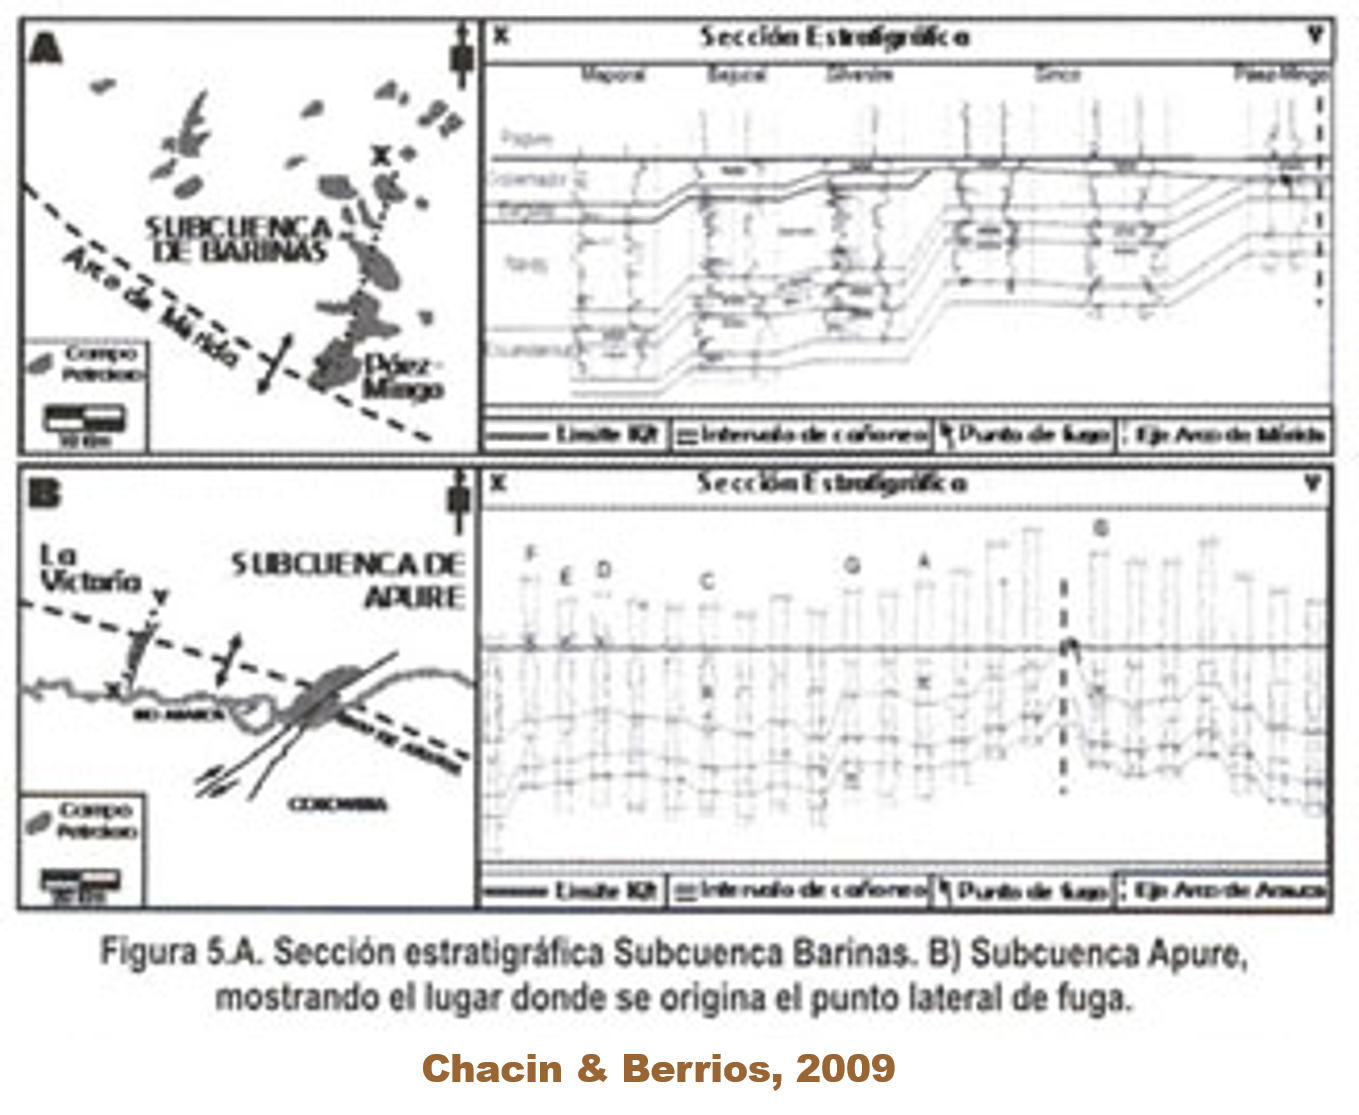 A
SUBCUENCA
DE BARINAS
Arco de Mérida
X
Páez-
Mingo
Campo
Petrolero
10 Km
X Sección Estratigráfica Y
Maporal Bejucal Silvestre Sinco Páez-Mingo
Pagüey
Gobernador
Navay
Escandalosa
Límite K/t Intervalo de cañoneo Punto de fuga Eje Arco de Mérida
B
La
Victoria
Y
SUBCUENCA DE
APURE
X
RIO ARAUCA
COLOMBIA
Campo
Petrolero
20 Km
X Sección Estratigráfica Y
F E D C G A G
Límite K/t Intervalo de cañoneo Punto de fuga Eje Arco de Arauca
Figura 5.A. Sección estratigráfica Subcuenca Barinas. B) Subcuenca Apure,
mostrando el lugar donde se origina el punto lateral de fuga.
Chacin & Berrios, 2009